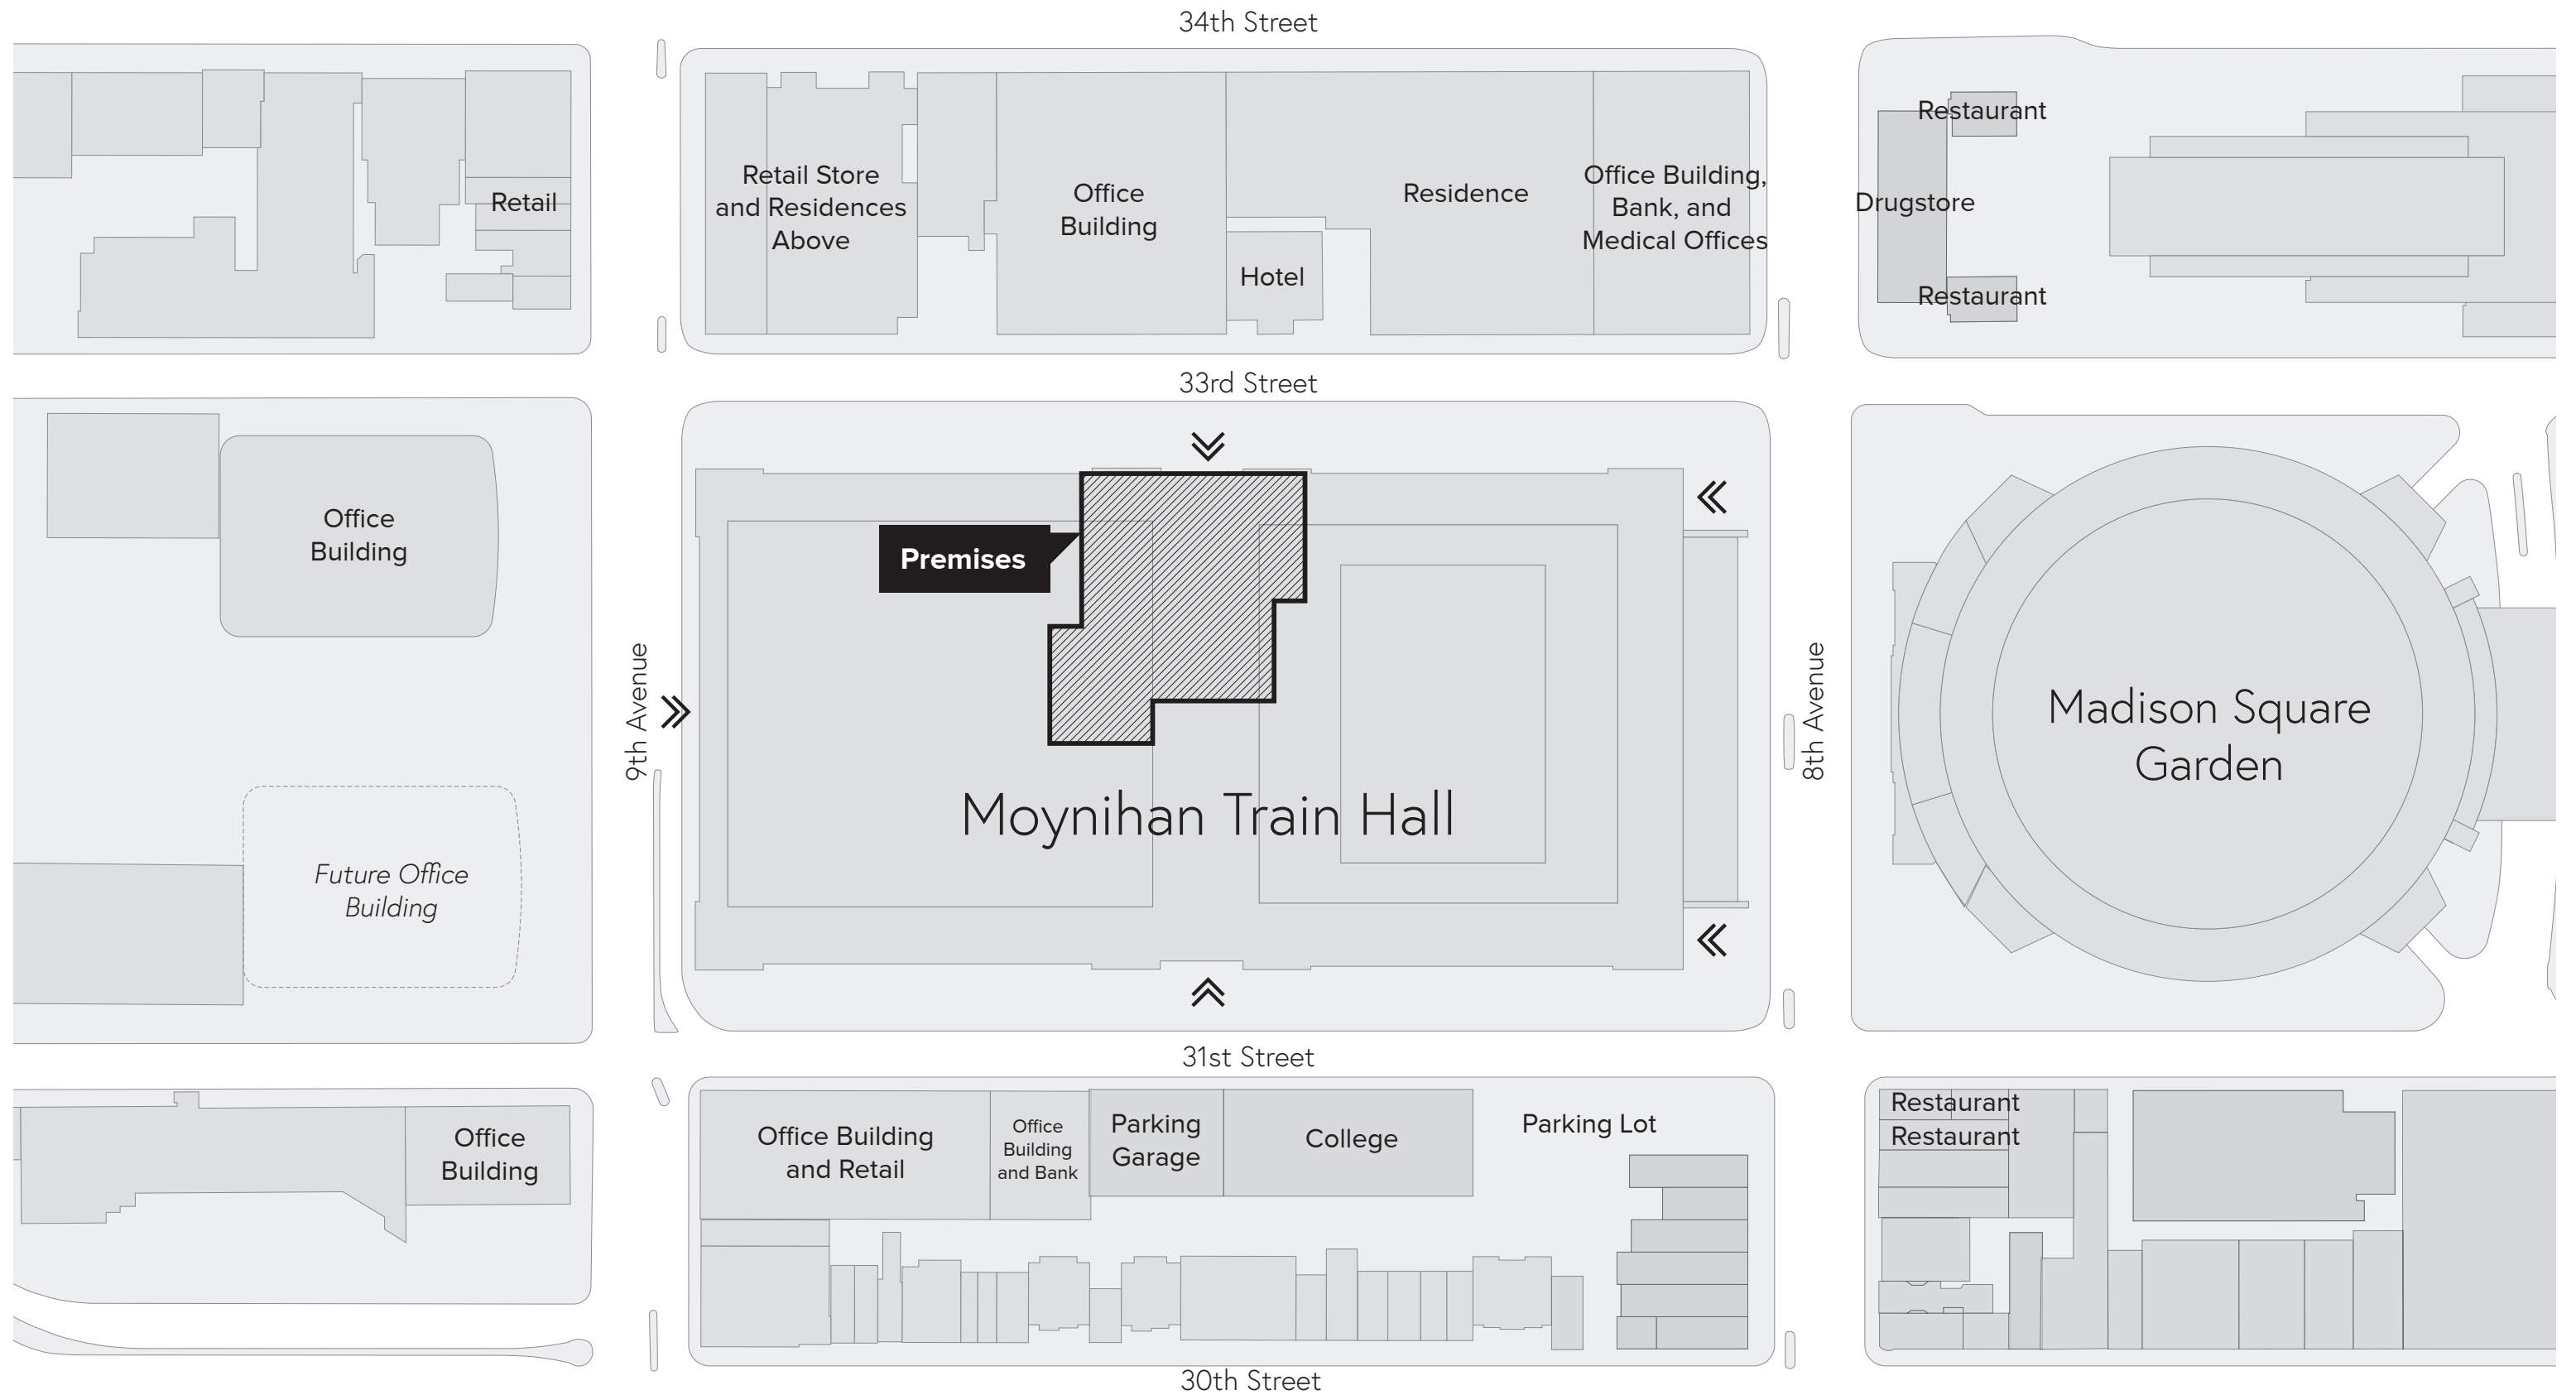 34th Street
Retail
Retail Store
and Residences
Above
Office
Building
Hotel
Residence
Office Building,
Bank, and
Medical Offices
Restaurant
Drugstore
Restaurant
33rd Street
Office
Building
Future Office
Building
9th Avenue
Premises
Moynihan Train Hall
8th Avenue
Madison Square
Garden
31st Street
Office
Building
Office Building
and Retail
Office
Building
and Bank
Parking
Garage
College
Parking Lot
Restaurant
Restaurant
30th Street